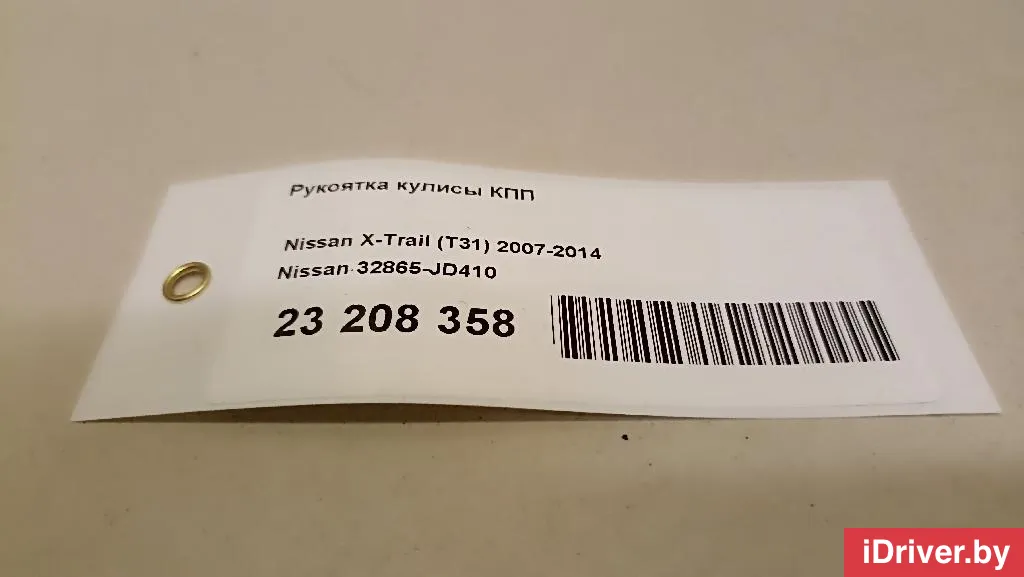 Рукоятка кулисы КПП
Nissan X-Trail (T31) 2007-2014
Nissan 32865-JD410
23 208 358
iDriver.by